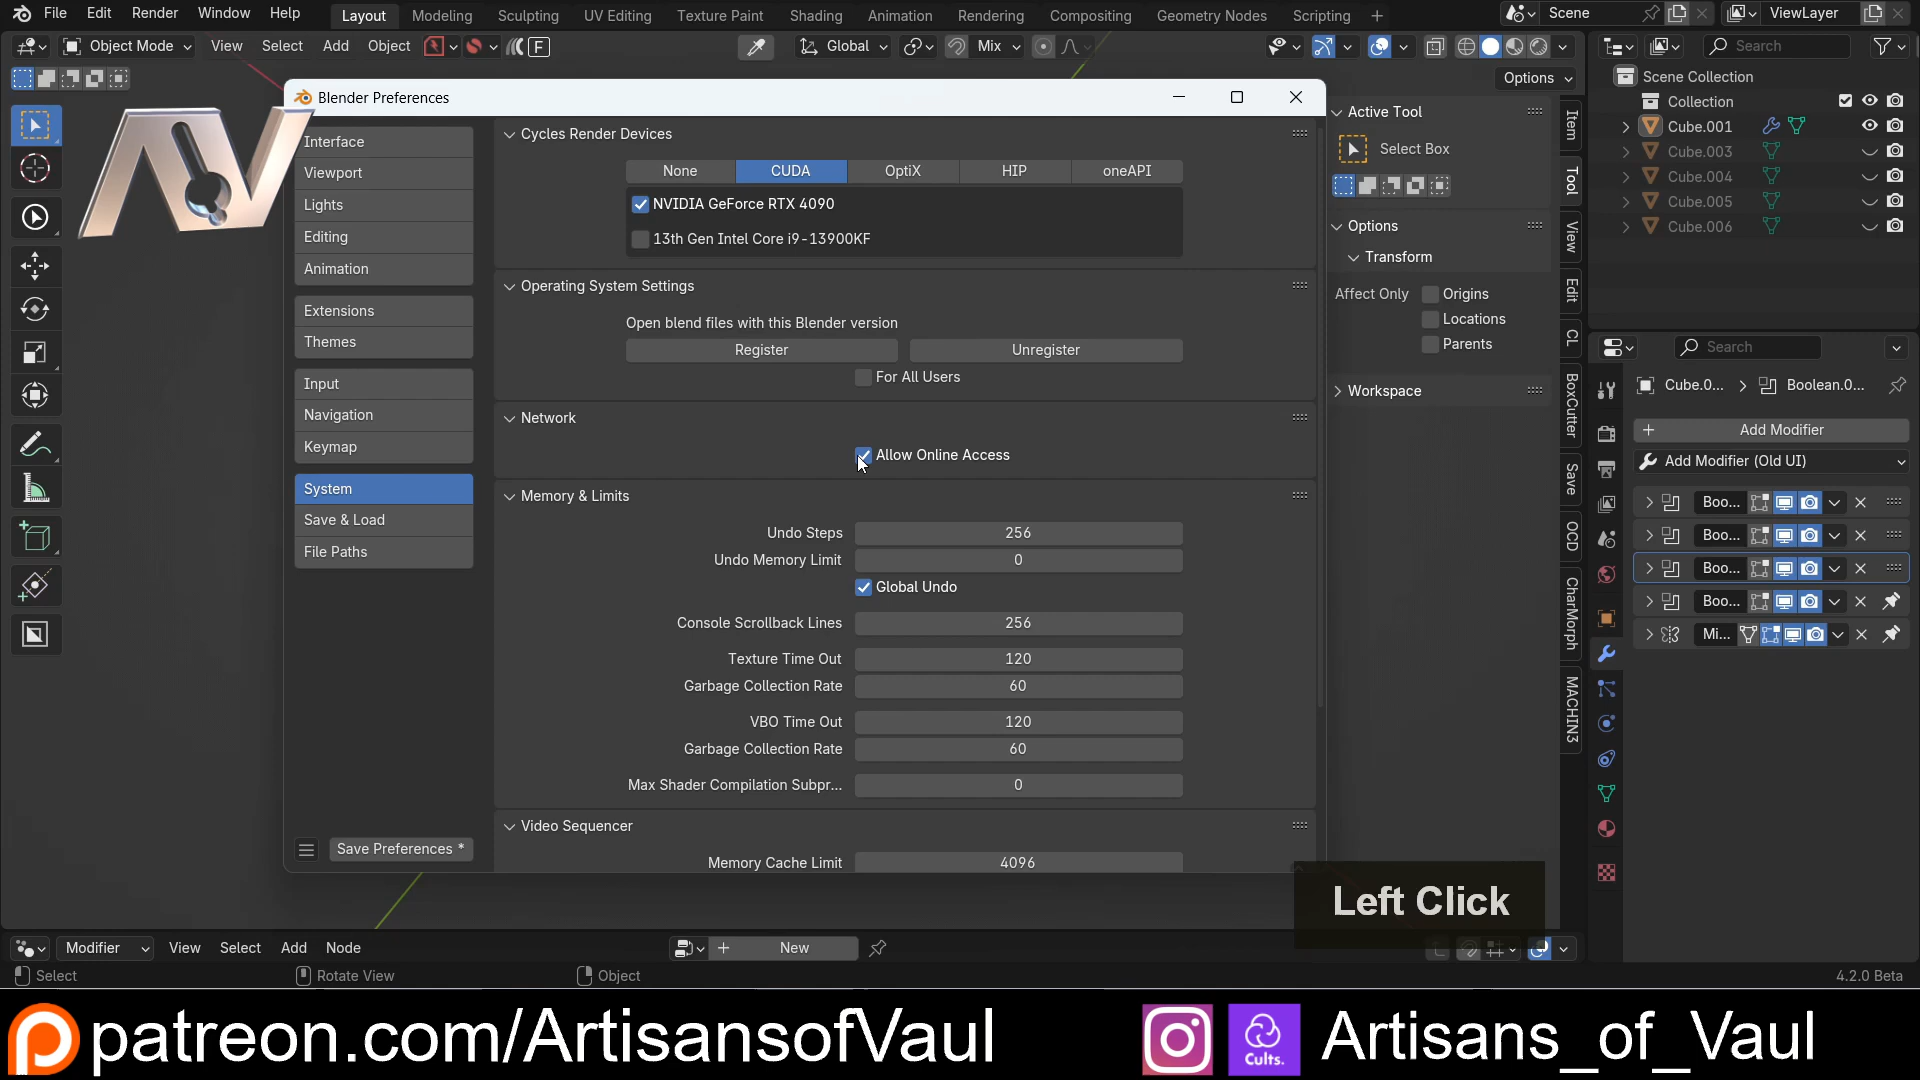 File Edit Render Window Help Layout Modeling Sculpting UV Editing Texture Paint Shading Animation Rendering Compositing Geometry Nodes Scripting + Scene ViewLayer
Object Mode View Select Add Object F Global Mix Search
Options
Scene Collection
Collection
Cube.001
Cube.003
Cube.004
Cube.005
Cube.006
Blender Preferences
Interface
Viewport
Lights
Editing
Animation
Extensions
Themes
Input
Navigation
Keymap
System
Save & Load
File Paths
Save Preferences *
Cycles Render Devices
None CUDA OptiX HIP oneAPI
NVIDIA GeForce RTX 4090
13th Gen Intel Core i9-13900KF
Operating System Settings
Open blend files with this Blender version
Register Unregister
For All Users
Network
Allow Online Access
Memory & Limits
Undo Steps 256
Undo Memory Limit 0
Global Undo
Console Scrollback Lines 256
Texture Time Out 120
Garbage Collection Rate 60
VBO Time Out 120
Garbage Collection Rate 60
Max Shader Compilation Subpr... 0
Video Sequencer
Memory Cache Limit 4096
Active Tool
Select Box
Options
Transform
Affect Only Origins
Locations
Parents
Workspace
Item
Tool
View
Edit
CL
BoxCutter
Save
OCD
CharMorph
MACHIN3
Search
Cube.0... Boolean.0...
+ Add Modifier
Add Modifier (Old UI)
Boo...
Boo...
Boo...
Boo...
Mi...
Left Click
Modifier View Select Add Node + New
Select Rotate View Object 4.2.0 Beta
patreon.com/ArtisansofVaul Cults. Artisans_of_Vaul
AV